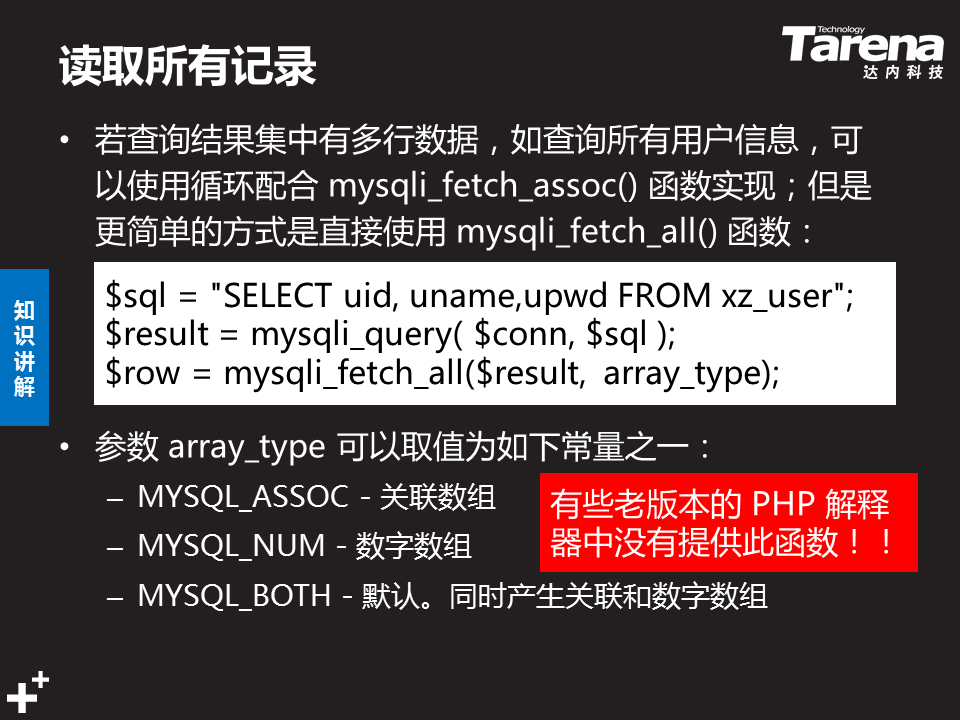 读取所有记录
Technology
Tarena
达内科技
• 若查询结果集中有多行数据，如查询所有用户信息，可
以使用循环配合 mysqli_fetch_assoc() 函数实现；但是
更简单的方式是直接使用 mysqli_fetch_all() 函数：
知
识
讲
解
$sql = "SELECT uid, uname,upwd FROM xz_user";
$result = mysqli_query( $conn, $sql );
$row = mysqli_fetch_all($result, array_type);
• 参数 array_type 可以取值为如下常量之一：
– MYSQL_ASSOC - 关联数组
– MYSQL_NUM - 数字数组
– MYSQL_BOTH - 默认。同时产生关联和数字数组
有些老版本的 PHP 解释
器中没有提供此函数！！